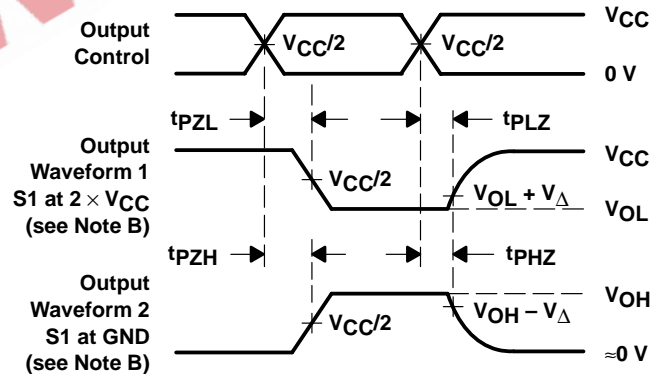 Output
Control
VCC/2
VCC/2
VCC
0 V
tPZL
tPLZ
Output
Waveform 1
S1 at 2 × VCC
(see Note B)
VCC/2
VOL + VΔ
VCC
VOL
tPZH
tPHZ
Output
Waveform 2
S1 at GND
(see Note B)
VCC/2
VOH − VΔ
VOH
≈0 V